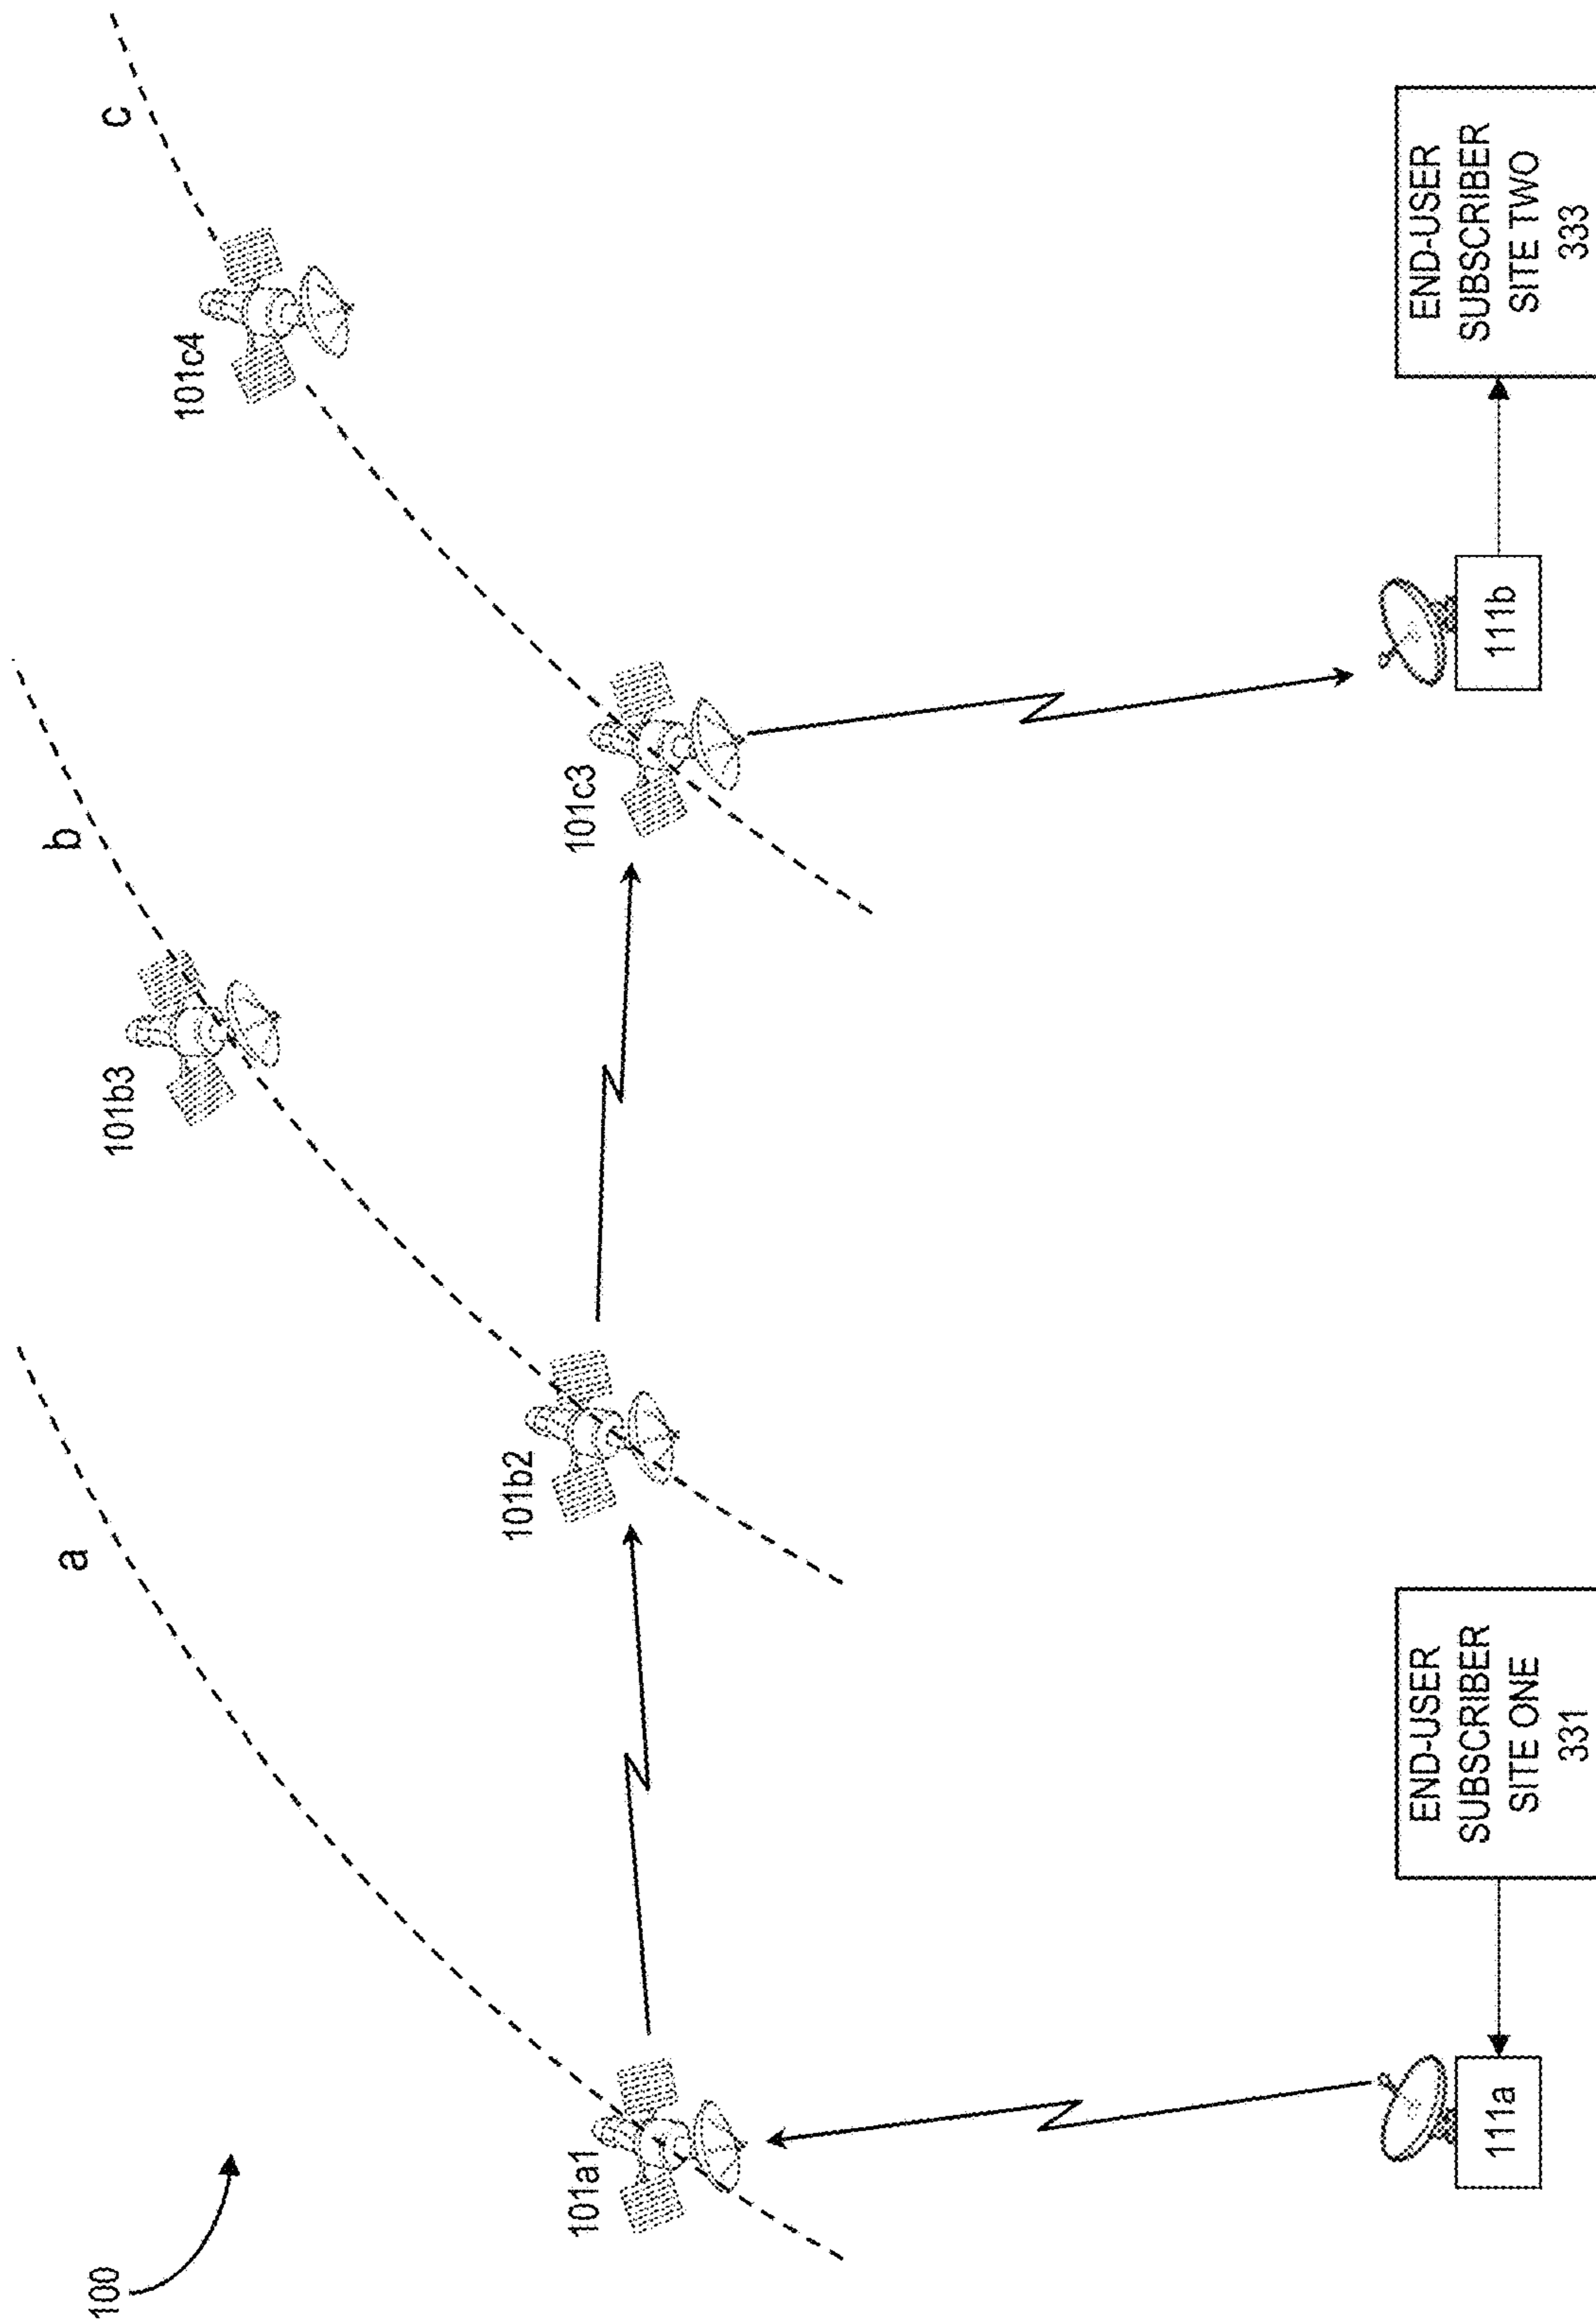 100
a
b
c
101a1
101b2
101b3
101c3
101c4
111a
END-USER
SUBSCRIBER
SITE ONE
331
111b
END-USER
SUBSCRIBER
SITE TWO
333